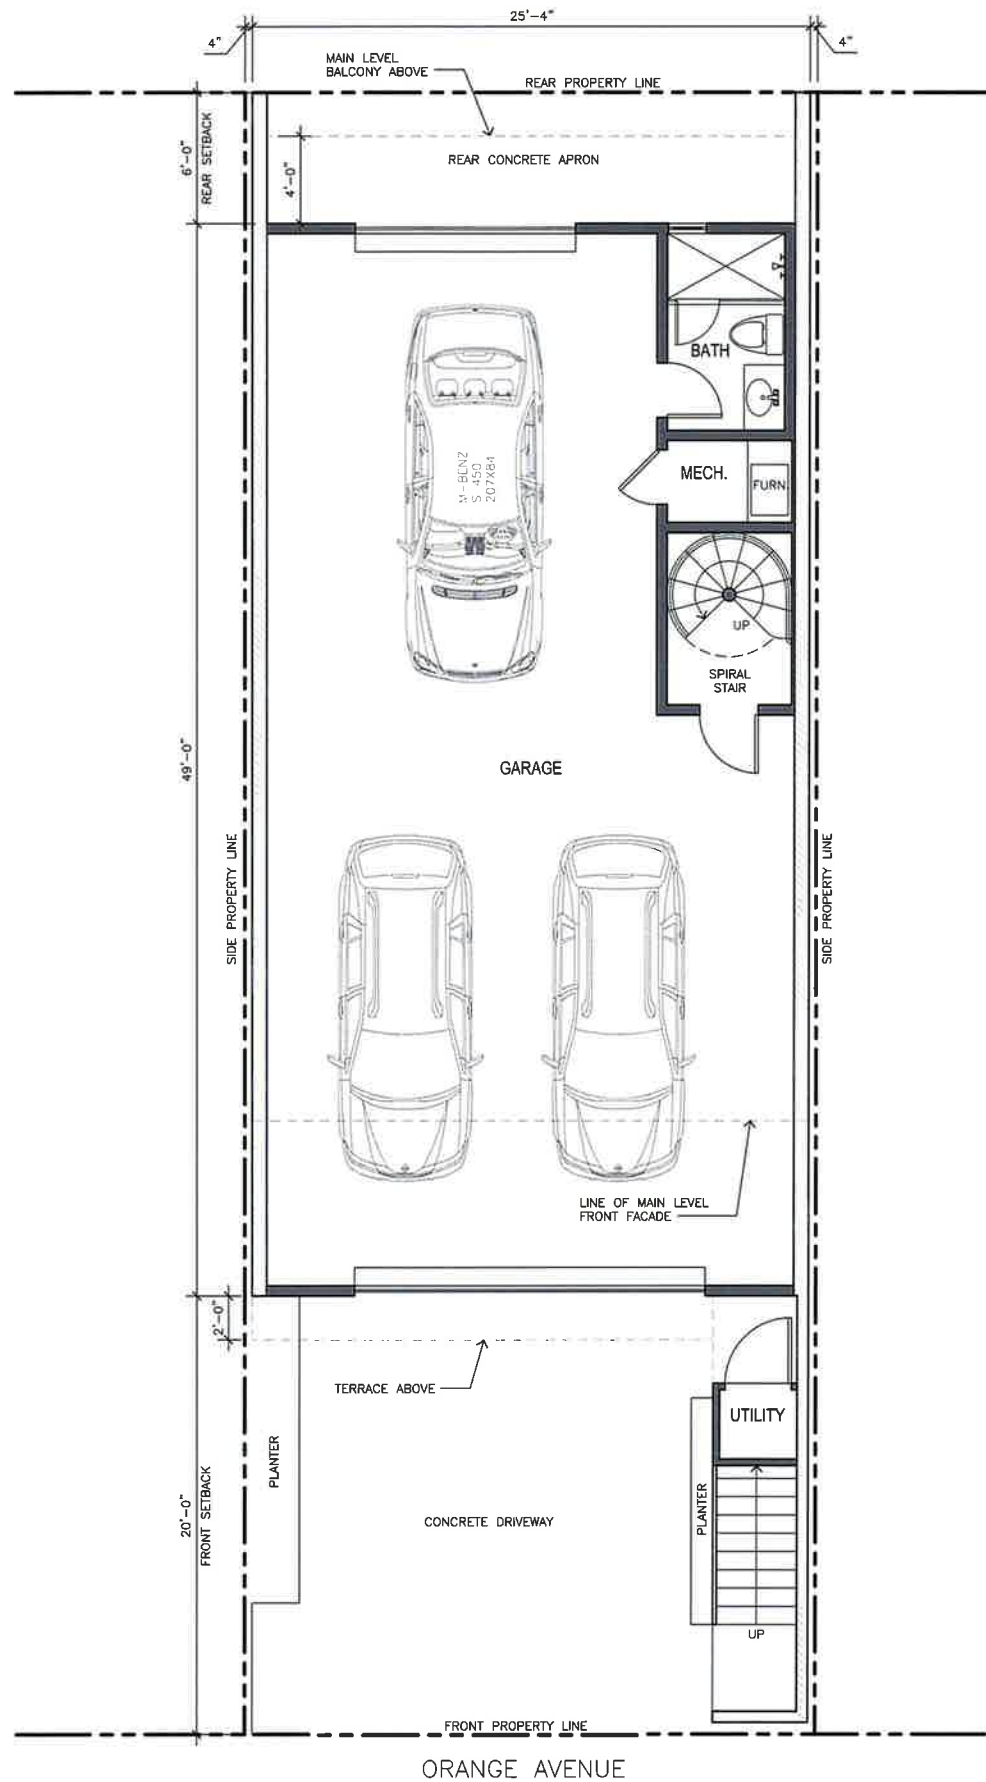 25'-4"
4"
4"
MAIN LEVEL
BALCONY ABOVE
REAR PROPERTY LINE
6'-0"
REAR SETBACK
4'-0"
REAR CONCRETE APRON
BATH
M-BENZ
S 450
207X84
MECH.
FURN.
UP
SPIRAL
STAIR
49'-0"
GARAGE
SIDE PROPERTY LINE
SIDE PROPERTY LINE
LINE OF MAIN LEVEL
FRONT FACADE
2'-0"
TERRACE ABOVE
UTILITY
PLANTER
20'-0"
FRONT SETBACK
CONCRETE DRIVEWAY
PLANTER
UP
FRONT PROPERTY LINE
ORANGE AVENUE